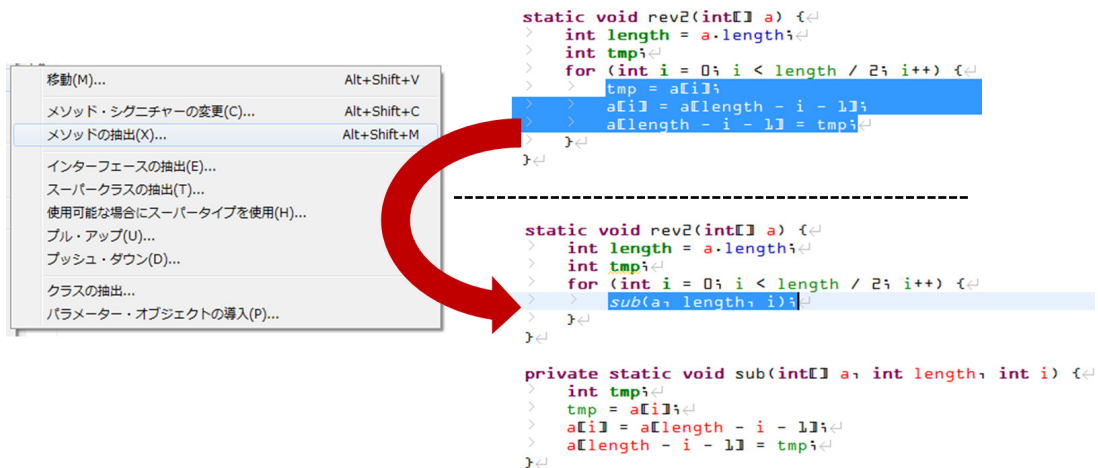 移動(M)... Alt+Shift+V
メソッド・シグニチャーの変更(C)... Alt+Shift+C
メソッドの抽出(X)... Alt+Shift+M
インターフェースの抽出(E)...
スーパークラスの抽出(T)...
使用可能な場合にスーパータイプを使用(H)...
プル・アップ(U)...
プッシュ・ダウン(D)...
クラスの抽出...
パラメーター・オブジェクトの導入(P)...
static void rev2(int[] a) {
int length = a.length;
int tmp;
for (int i = 0; i < length / 2; i++) {
tmp = a[i];
a[i] = a[length - i - 1];
a[length - i - 1] = tmp;
}
}
static void rev2(int[] a) {
int length = a.length;
int tmp;
for (int i = 0; i < length / 2; i++) {
sub(a, length, i);
}
}
private static void sub(int[] a, int length, int i) {
int tmp;
tmp = a[i];
a[i] = a[length - i - 1];
a[length - i - 1] = tmp;
}